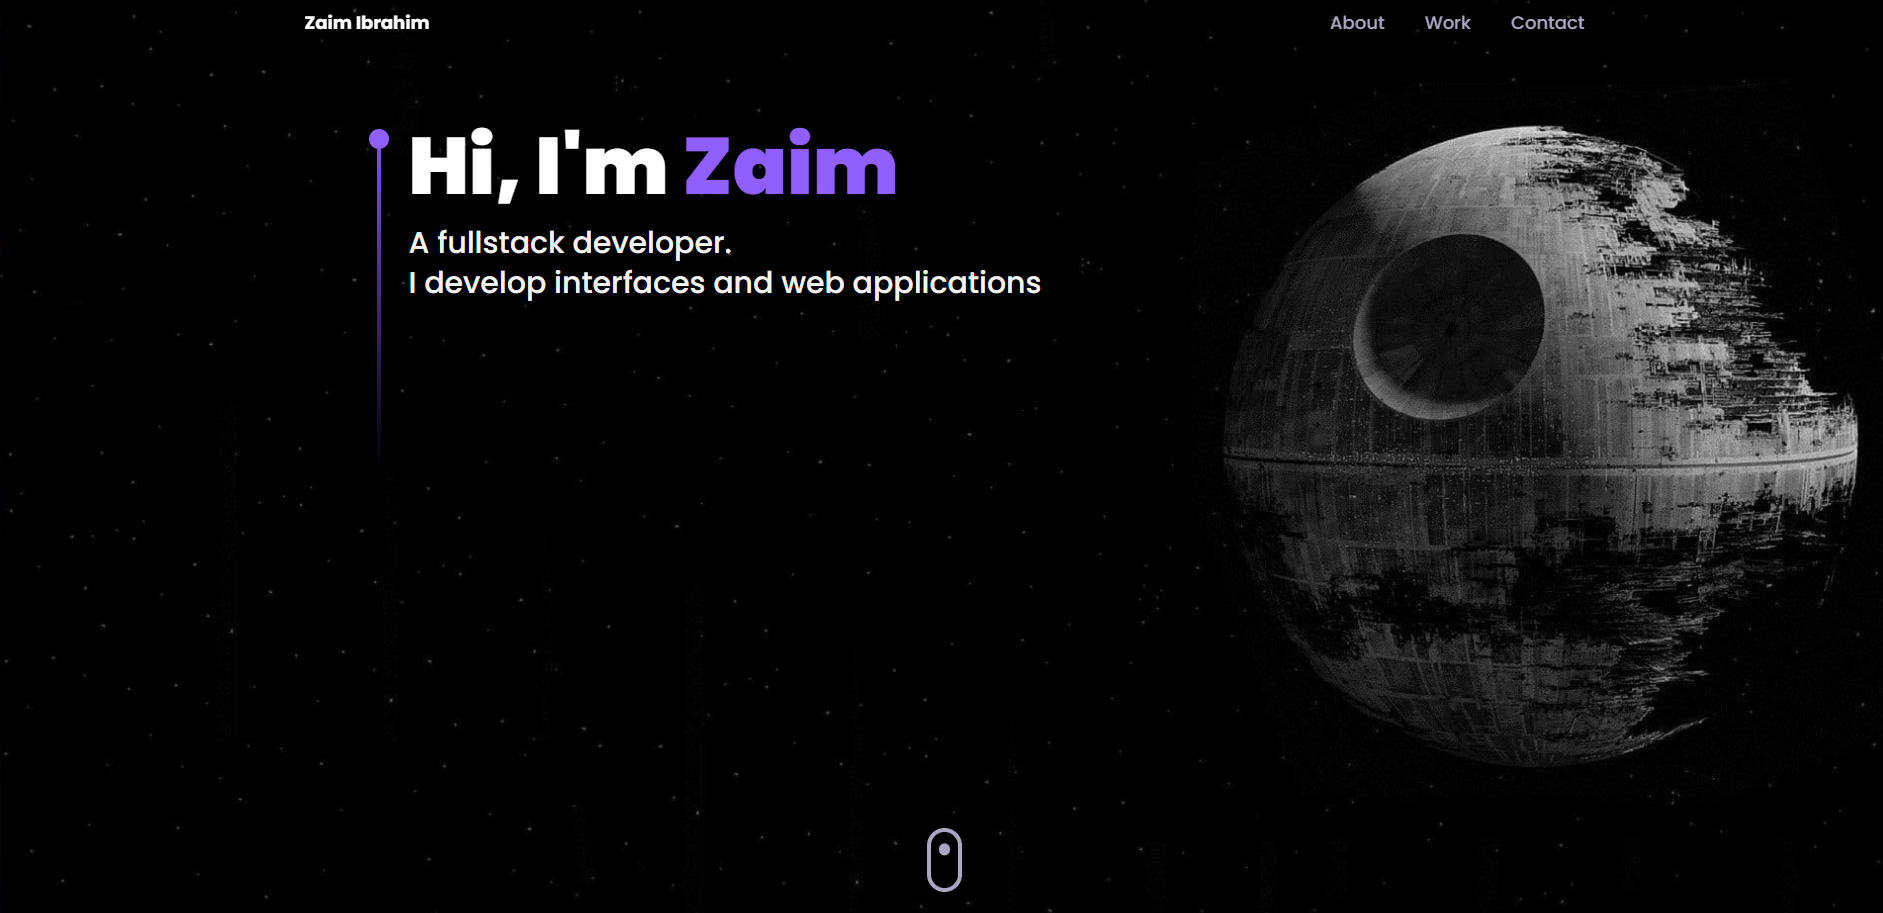 Zaim Ibrahim
About Work Contact
Hi, I'm Zaim
A fullstack developer.
I develop interfaces and web applications